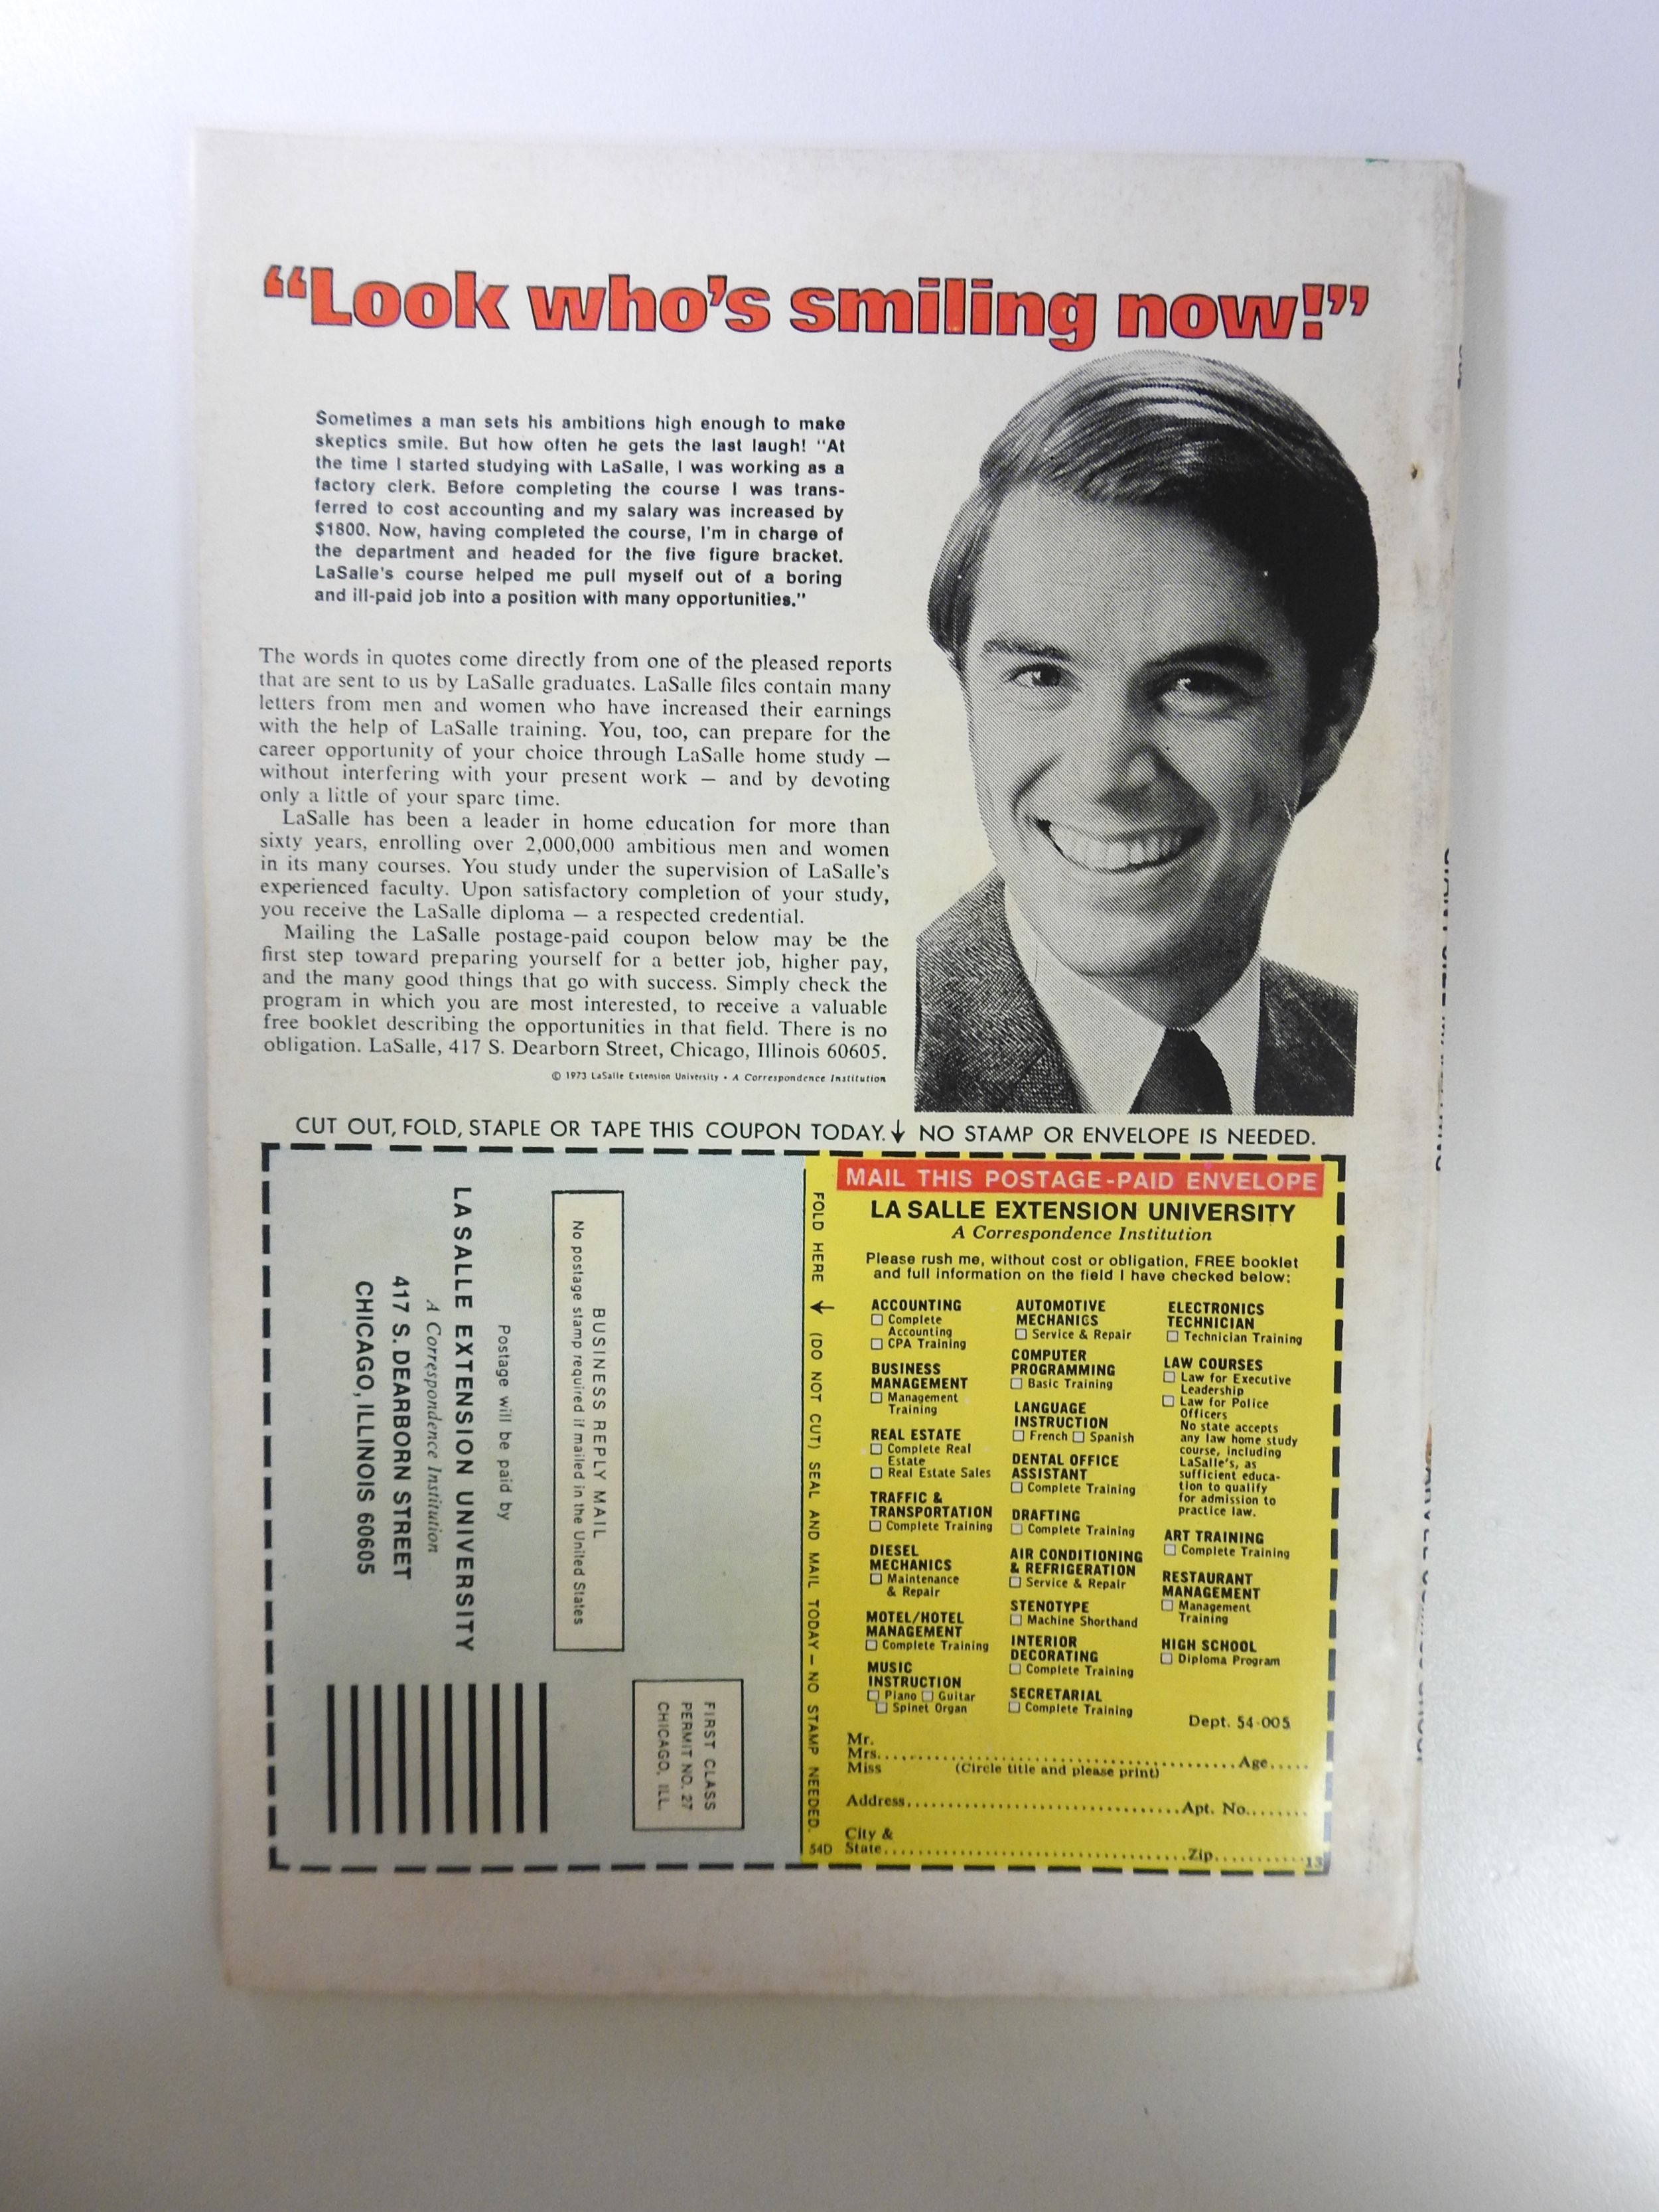 “Look who’s smiling now!”
Sometimes a man sets his ambitions high enough to make
skeptics smile. But how often he gets the last laugh! “At
the time I started studying with LaSalle, I was working as a
factory clerk. Before completing the course I was trans-
ferred to cost accounting and my salary was increased by
$1800. Now, having completed the course, I’m in charge of
the department and headed for the five figure bracket.
LaSalle’s course helped me pull myself out of a boring
and ill-paid job into a position with many opportunities.”
The words in quotes come directly from one of the pleased reports
that are sent to us by LaSalle graduates. LaSalle files contain many
letters from men and women who have increased their earnings
with the help of LaSalle training. You, too, can prepare for the
career opportunity of your choice through LaSalle home study —
without interfering with your present work — and by devoting
only a little of your spare time.
LaSalle has been a leader in home education for more than
sixty years, enrolling over 2,000,000 ambitious men and women
in its many courses. You study under the supervision of LaSalle’s
experienced faculty. Upon satisfactory completion of your study,
you receive the LaSalle diploma — a respected credential.
Mailing the LaSalle postage-paid coupon below may be the
first step toward preparing yourself for a better job, higher pay,
and the many good things that go with success. Simply check the
program in which you are most interested, to receive a valuable
free booklet describing the opportunities in that field. There is no
obligation. LaSalle, 417 S. Dearborn Street, Chicago, Illinois 60605.
© 1973 LaSalle Extension University • A Correspondence Institution
CUT OUT, FOLD, STAPLE OR TAPE THIS COUPON TODAY. ↓ NO STAMP OR ENVELOPE IS NEEDED.
FIRST CLASS
PERMIT NO. 27
CHICAGO, ILL.
BUSINESS REPLY MAIL
No postage stamp required if mailed in the United States
Postage will be paid by
LA SALLE EXTENSION UNIVERSITY
A Correspondence Institution
417 S. DEARBORN STREET
CHICAGO, ILLINOIS 60605
FOLD HERE ↓ (DO NOT CUT) SEAL AND MAIL TODAY — NO STAMP NEEDED.
54D
MAIL THIS POSTAGE-PAID ENVELOPE
LA SALLE EXTENSION UNIVERSITY
A Correspondence Institution
Please rush me, without cost or obligation, FREE booklet
and full information on the field I have checked below:
ACCOUNTING
☐ Complete
Accounting
☐ CPA Training
BUSINESS
MANAGEMENT
☐ Management
Training
REAL ESTATE
☐ Complete Real
Estate
☐ Real Estate Sales
TRAFFIC &
TRANSPORTATION
☐ Complete Training
DIESEL
MECHANICS
☐ Maintenance
& Repair
MOTEL/HOTEL
MANAGEMENT
☐ Complete Training
MUSIC
INSTRUCTION
☐ Piano ☐ Guitar
☐ Spinet Organ
AUTOMOTIVE
MECHANICS
☐ Service & Repair
COMPUTER
PROGRAMMING
☐ Basic Training
LANGUAGE
INSTRUCTION
☐ French ☐ Spanish
DENTAL OFFICE
ASSISTANT
☐ Complete Training
DRAFTING
☐ Complete Training
AIR CONDITIONING
& REFRIGERATION
☐ Service & Repair
STENOTYPE
☐ Machine Shorthand
INTERIOR
DECORATING
☐ Complete Training
SECRETARIAL
☐ Complete Training
ELECTRONICS
TECHNICIAN
☐ Technician Training
LAW COURSES
☐ Law for Executive
Leadership
☐ Law for Police
Officers
No state accepts
any law home study
course, including
LaSalle’s, as
sufficient educa-
tion to qualify
for admission to
practice law.
ART TRAINING
☐ Complete Training
RESTAURANT
MANAGEMENT
☐ Management
Training
HIGH SCHOOL
☐ Diploma Program
Dept. 54-005
Mr.
Mrs. Age
Miss (Circle title and please print)
Address Apt. No.
City &
State Zip
13